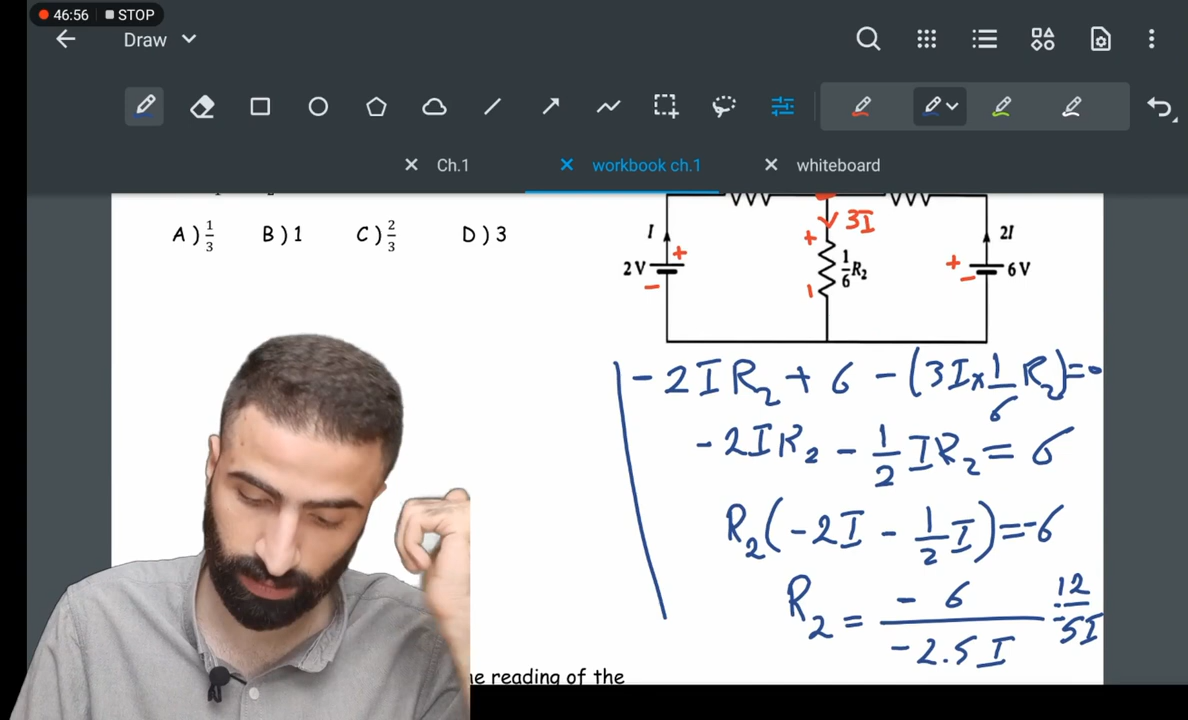 46:56 STOP
Draw
Ch.1 workbook ch.1 whiteboard
A) 1/3 B) 1 C) 2/3 D) 3
3I
I + + 2I
2V 1/6 R₂ + 6V
- - -
-2IR₂ + 6 - (3I×1/6 R₂)=0
-2IR₂ - 1/2 IR₂ = 6
R₂(-2I - 1/2 I)=-6
R₂ = -6/-2.5I 12/5I
e reading of the